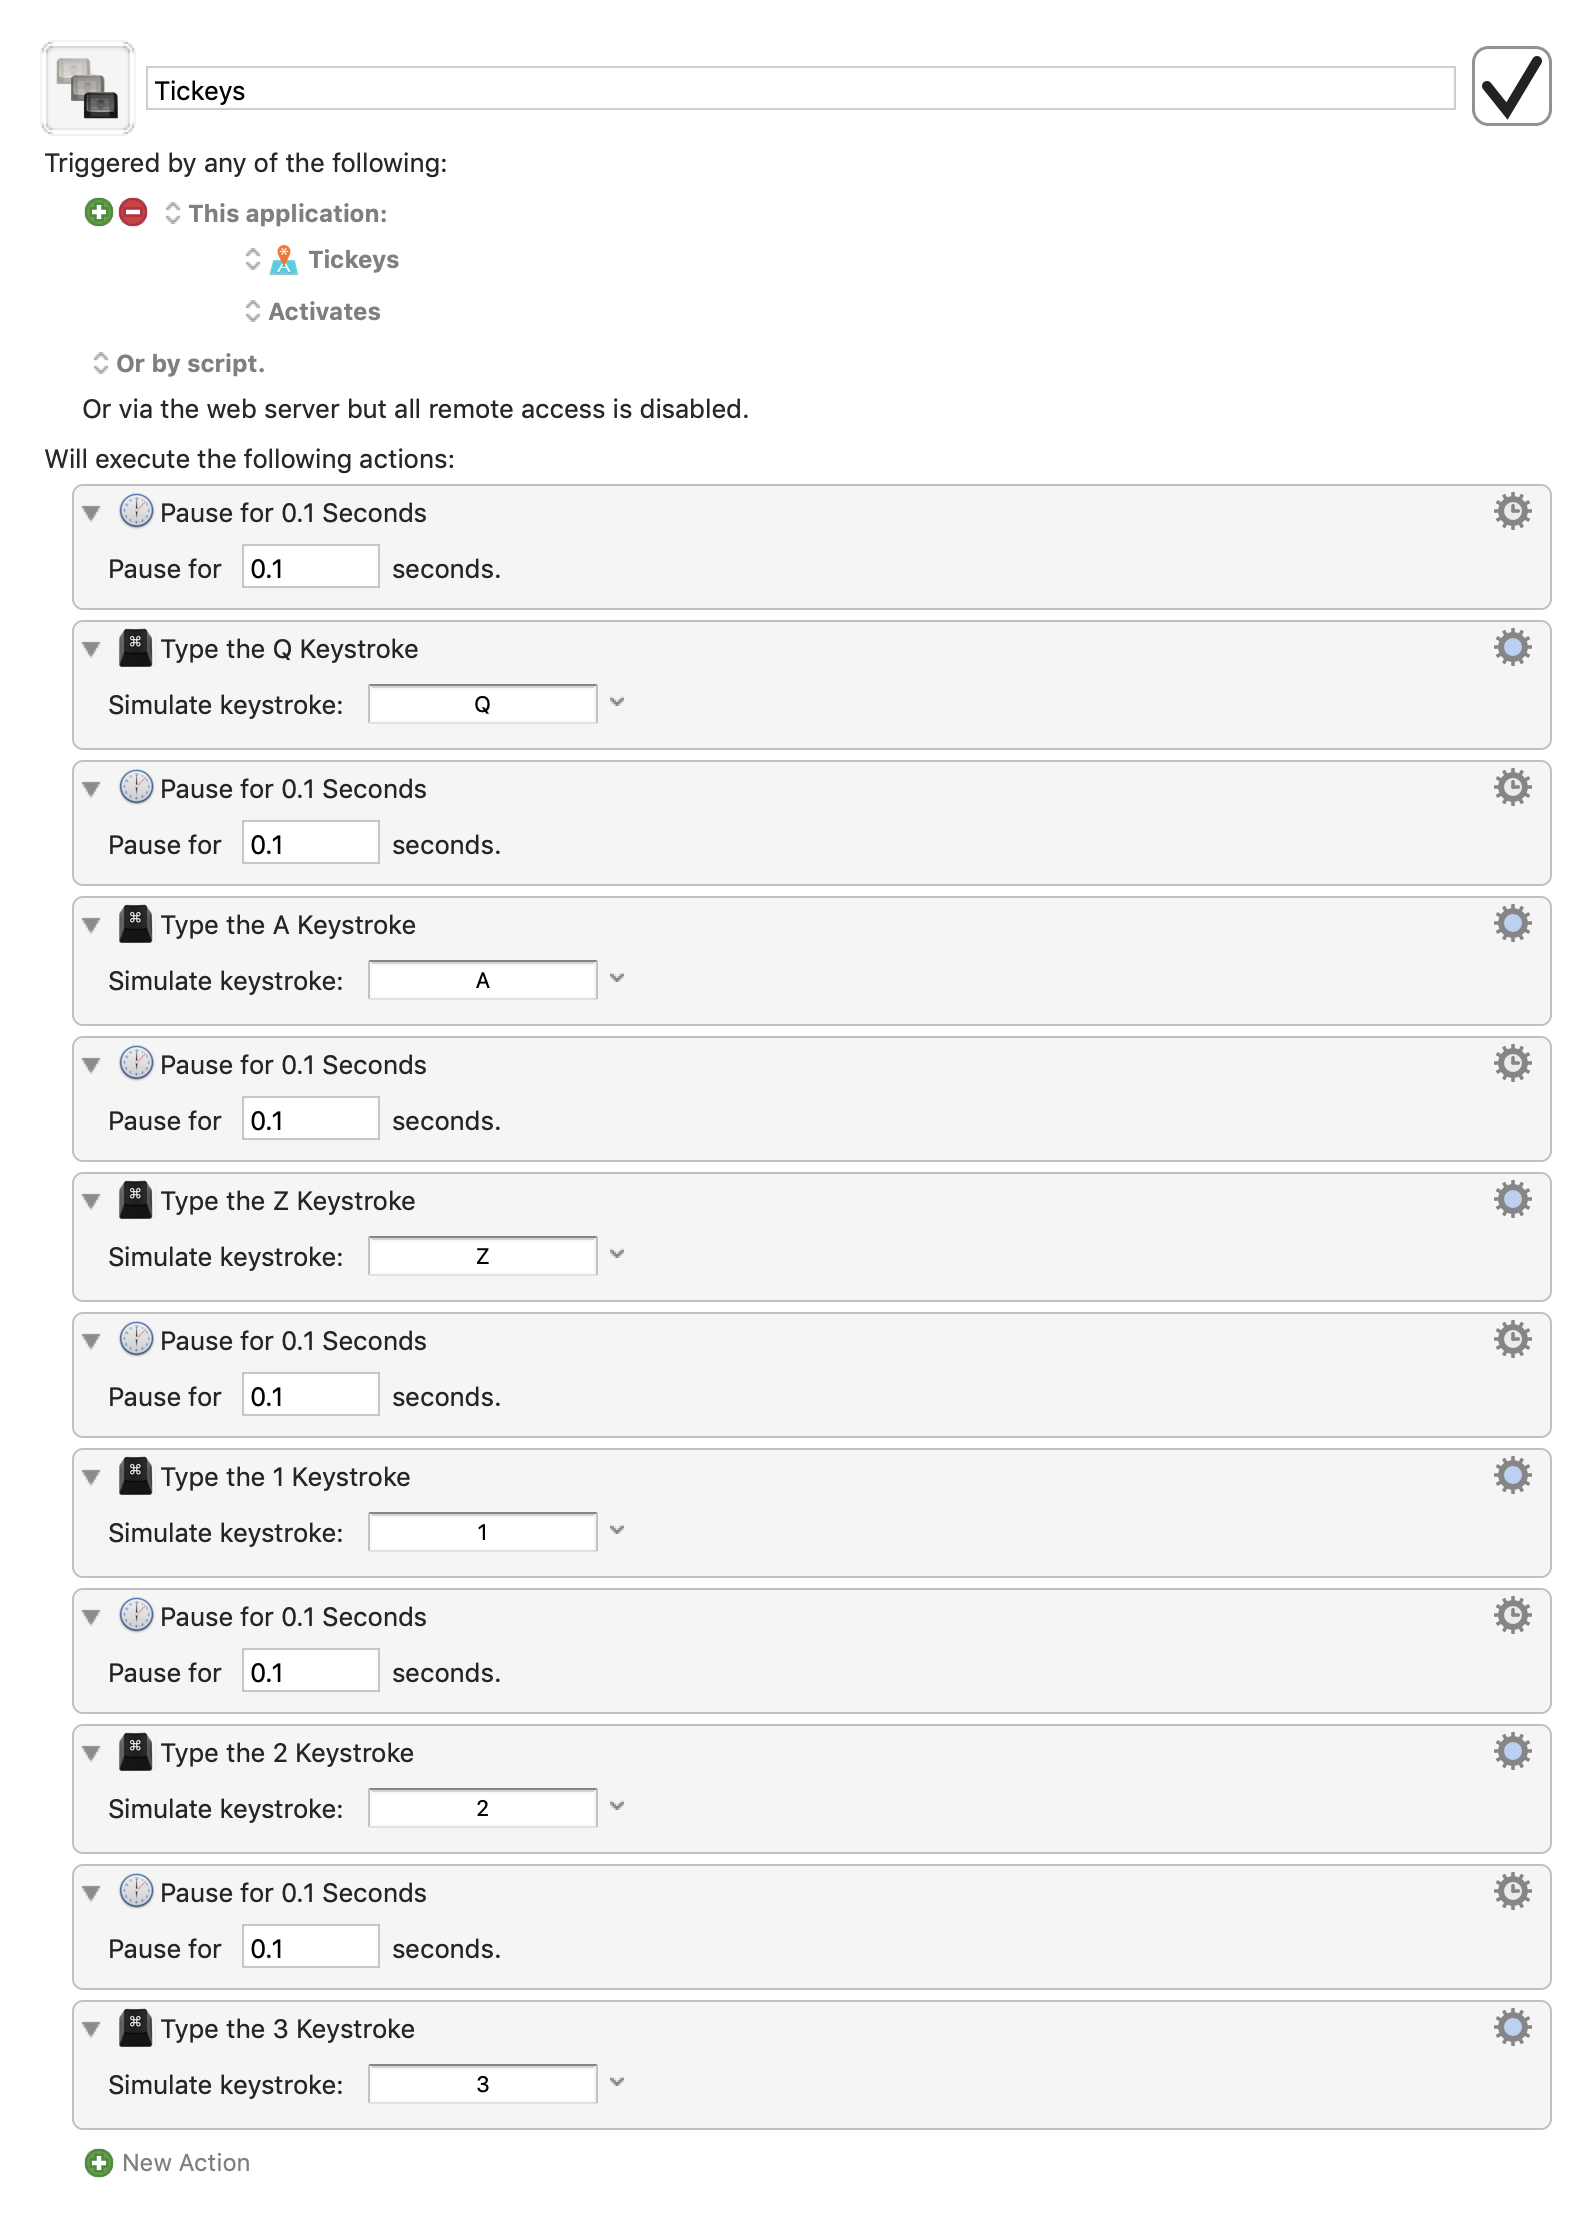 Tickeys
Triggered by any of the following:
This application:
Tickeys
Activates
Or by script.
Or via the web server but all remote access is disabled.
Will execute the following actions:
Pause for 0.1 Seconds
Pause for 0.1 seconds.
⌘ Type the Q Keystroke
Simulate keystroke: Q
Pause for 0.1 Seconds
Pause for 0.1 seconds.
⌘ Type the A Keystroke
Simulate keystroke: A
Pause for 0.1 Seconds
Pause for 0.1 seconds.
⌘ Type the Z Keystroke
Simulate keystroke: Z
Pause for 0.1 Seconds
Pause for 0.1 seconds.
⌘ Type the 1 Keystroke
Simulate keystroke: 1
Pause for 0.1 Seconds
Pause for 0.1 seconds.
⌘ Type the 2 Keystroke
Simulate keystroke: 2
Pause for 0.1 Seconds
Pause for 0.1 seconds.
⌘ Type the 3 Keystroke
Simulate keystroke: 3
New Action